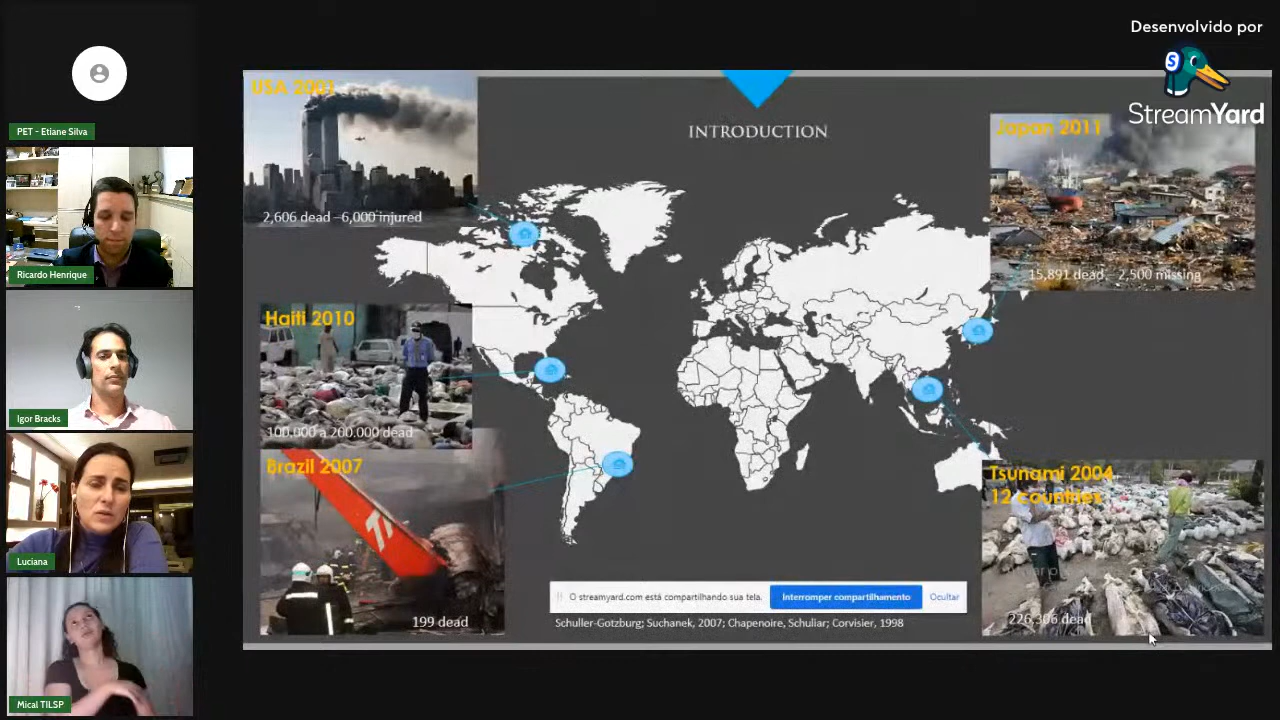 Desenvolvido por
StreamYard
PET - Etiane Silva
Ricardo Henrique
Igor Bracks
Luciana
Mical TILSP
INTRODUCTION
USA 2001
2,606 dead –6,000 injured
Haiti 2010
100.000 a 200.000 dead
Brazil 2007
199 dead
Japan 2011
15,891 dead – 2,500 missing
Tsunami 2004
12 countries
226,306 dead
O streamyard.com está compartilhando sua tela.
Interromper compartilhamento
Ocultar
Schuller-Gotzburg; Suchanek, 2007; Chapenoire, Schuliar; Corvisier, 1998